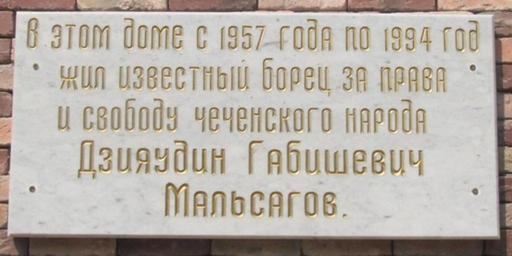 В этом доме с 1957 года по 1994 год
жил известный борец за права
и свободу чеченского народа
Дзияудин Габишевич
Мальсагов.